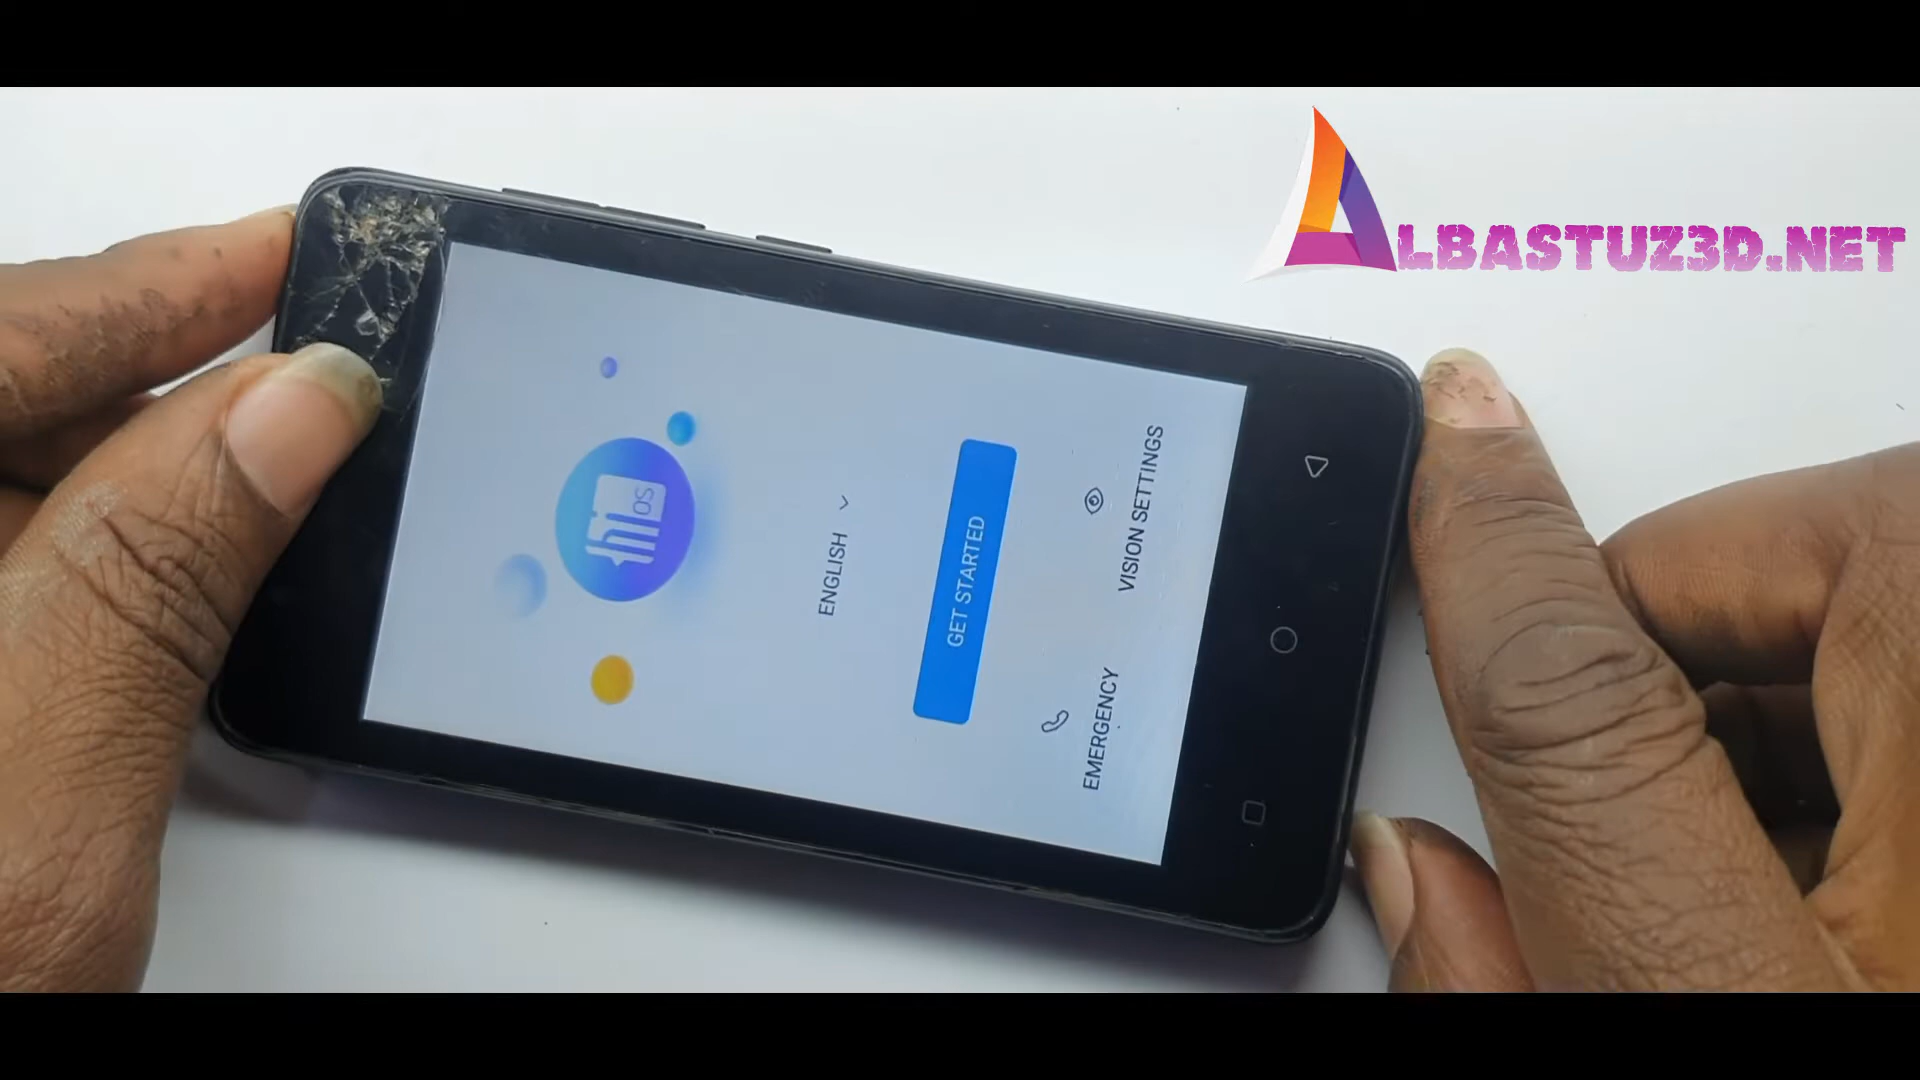 ALBASTUZ3D.NET
OS
ENGLISH
GET STARTED
EMERGENCY
VISION SETTINGS